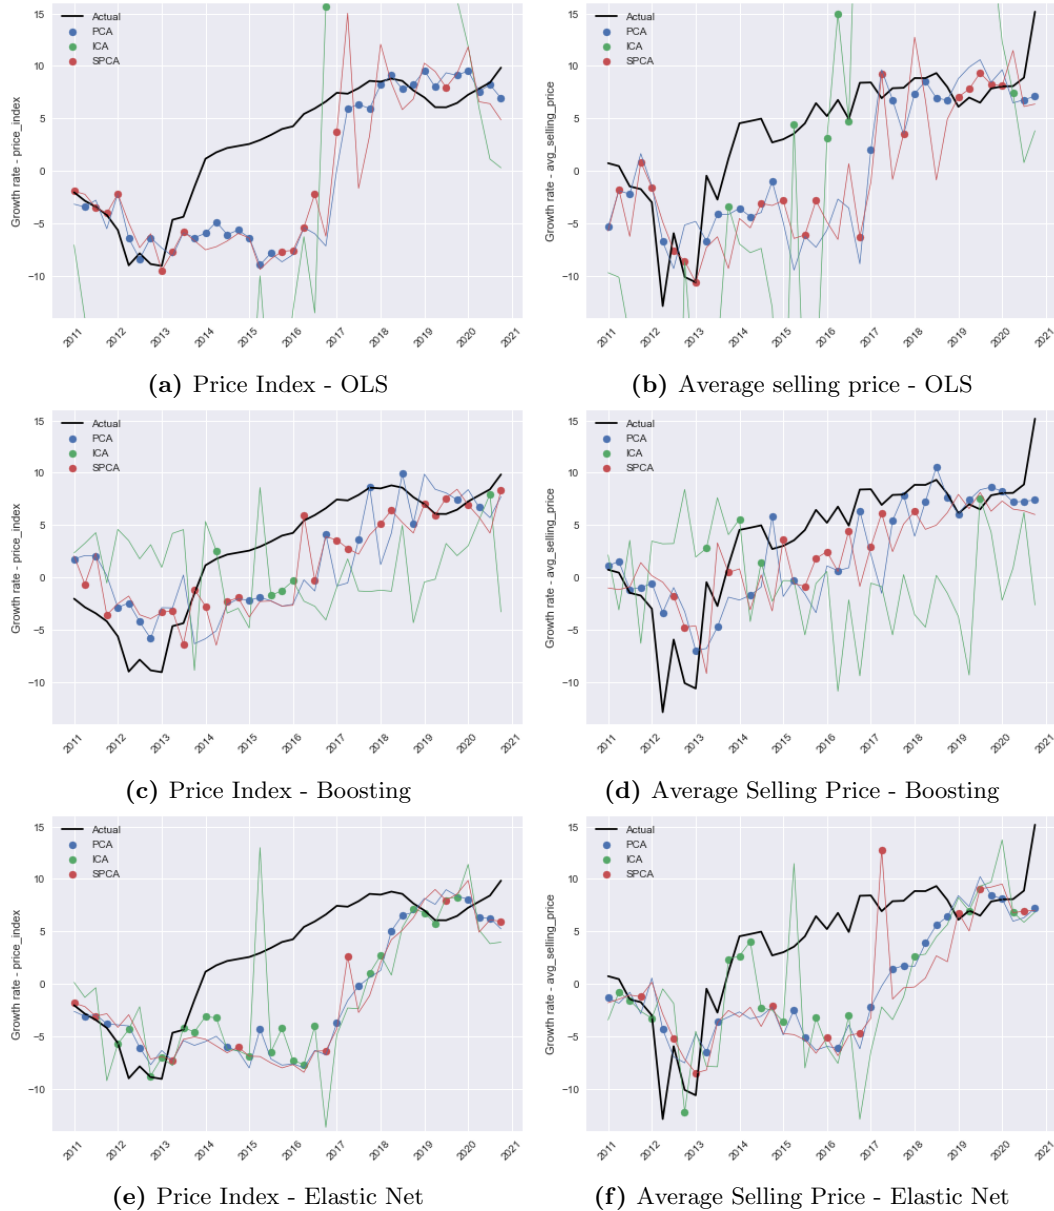 Actual
PCA
ICA
SPCA
Growth rate - price_index
15
10
5
0
−5
−10
2011 2012 2013 2014 2015 2016 2017 2018 2019 2020 2021
(a) Price Index - OLS
Actual
PCA
ICA
SPCA
Growth rate - avg_selling_price
15
10
5
0
−5
−10
2011 2012 2013 2014 2015 2016 2017 2018 2019 2020 2021
(b) Average selling price - OLS
Actual
PCA
ICA
SPCA
Growth rate - price_index
15
10
5
0
−5
−10
2011 2012 2013 2014 2015 2016 2017 2018 2019 2020 2021
(c) Price Index - Boosting
Actual
PCA
ICA
SPCA
Growth rate - avg_selling_price
15
10
5
0
−5
−10
2011 2012 2013 2014 2015 2016 2017 2018 2019 2020 2021
(d) Average Selling Price - Boosting
Actual
PCA
ICA
SPCA
Growth rate - price_index
15
10
5
0
−5
−10
2011 2012 2013 2014 2015 2016 2017 2018 2019 2020 2021
(e) Price Index - Elastic Net
Actual
PCA
ICA
SPCA
Growth rate - avg_selling_price
15
10
5
0
−5
−10
2011 2012 2013 2014 2015 2016 2017 2018 2019 2020 2021
(f) Average Selling Price - Elastic Net